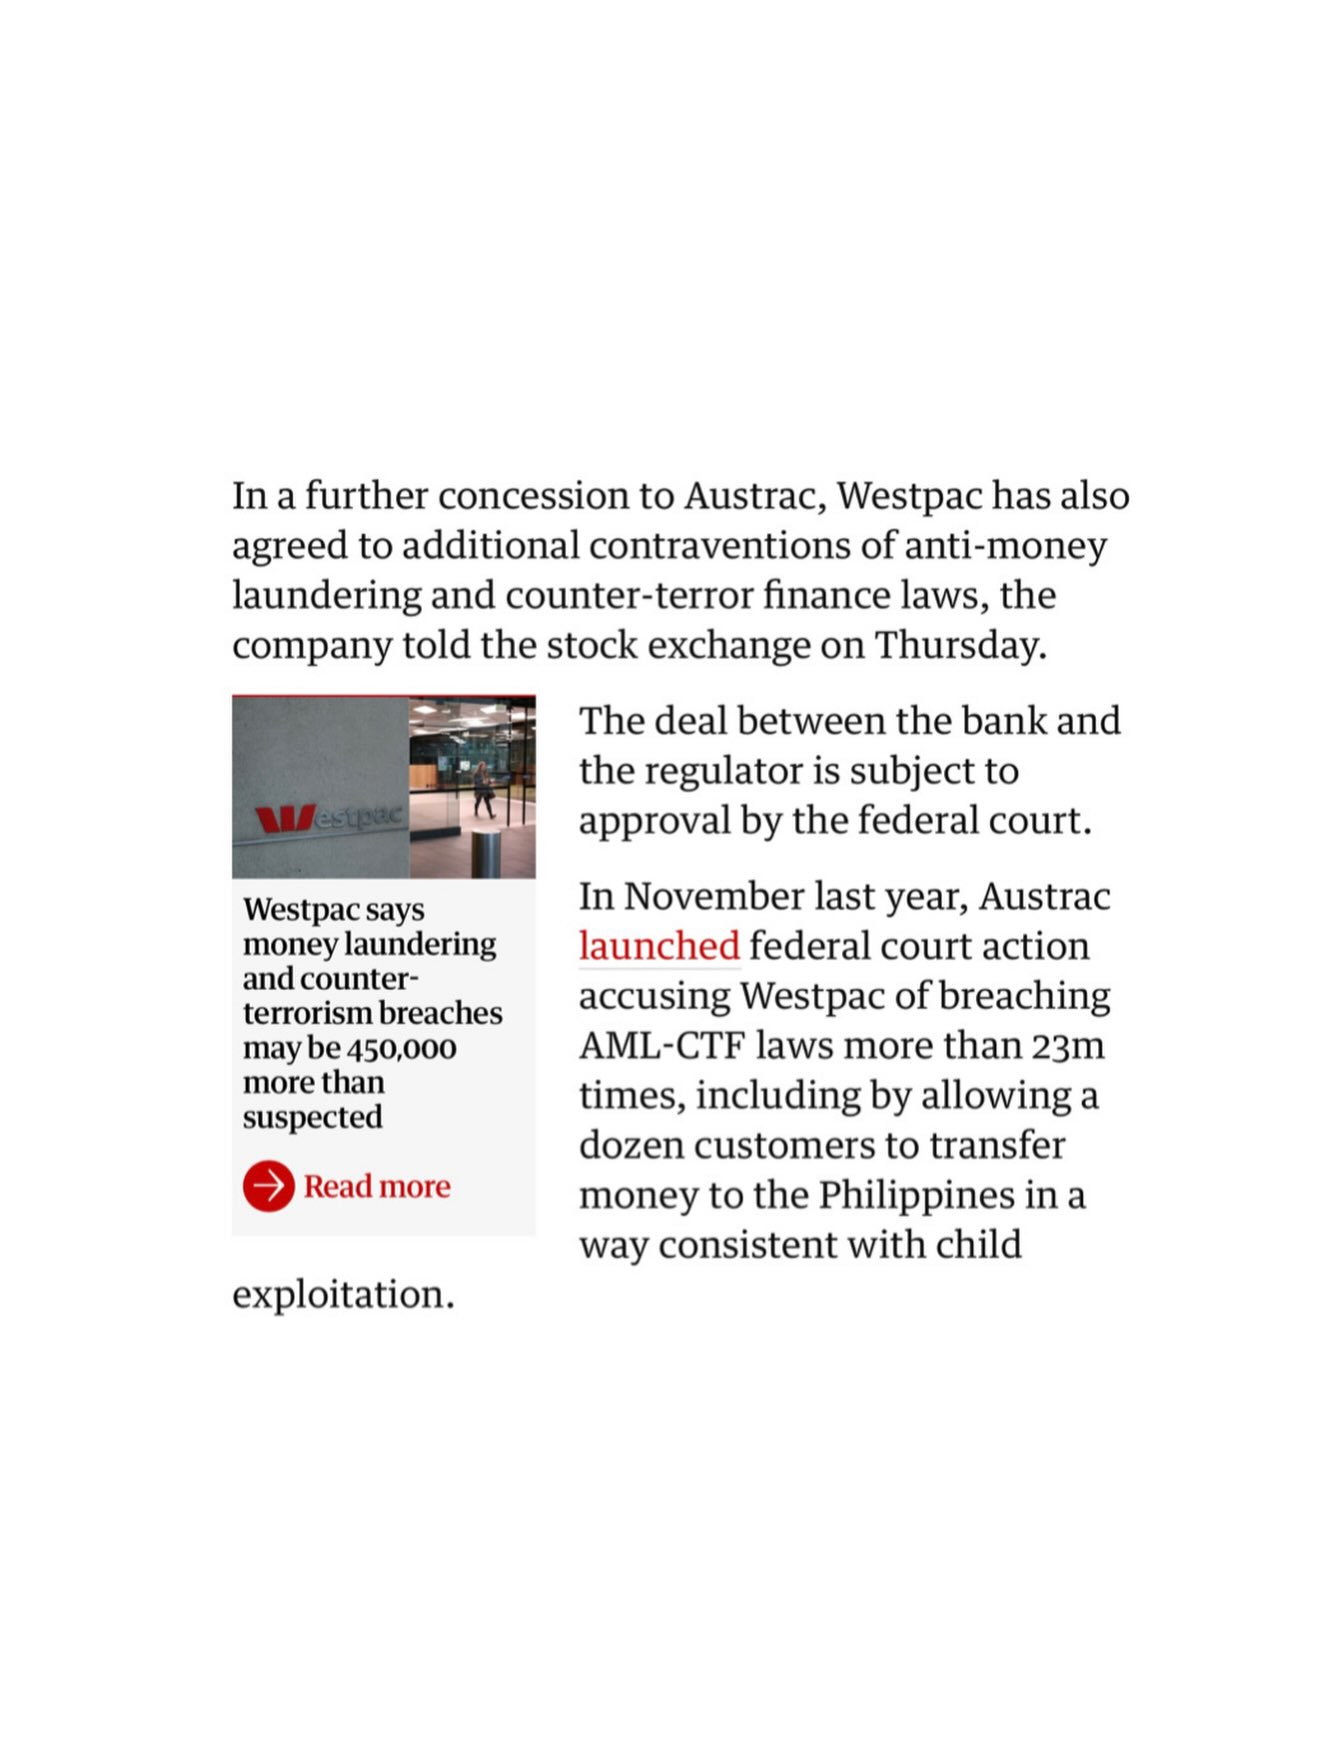 In a further concession to Austrac, Westpac has also
agreed to additional contraventions of anti-money
laundering and counter-terror finance laws, the
company told the stock exchange on Thursday.
Westpac
Westpac says
money laundering
and counter-
terrorism breaches
may be 450,000
more than
suspected
Read more
The deal between the bank and
the regulator is subject to
approval by the federal court.
In November last year, Austrac
launched federal court action
accusing Westpac of breaching
AML-CTF laws more than 23m
times, including by allowing a
dozen customers to transfer
money to the Philippines in a
way consistent with child
exploitation.